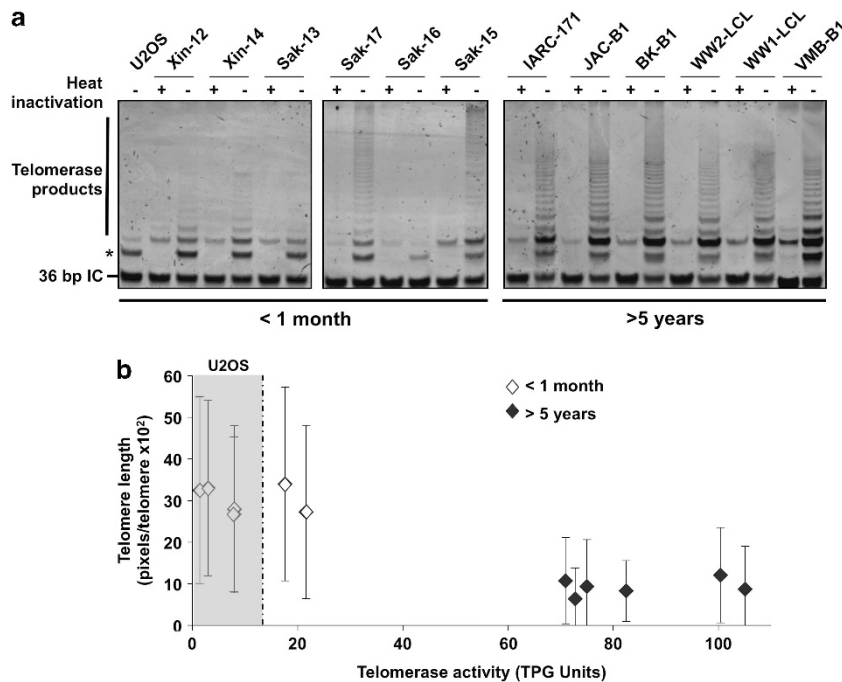 a
U2OS Xin-12 Xin-14 Sak-13 Sak-17 Sak-16 Sak-15 IARC-171 JAC-B1 BK-B1 WW2-LCL WW1-LCL VMB-B1
Heat inactivation - + - + - + - + - + - + - + - + - + - + - + - + -
Telomerase products
*
36 bp IC
< 1 month >5 years
b
U2OS
< 1 month
> 5 years
Telomere length
(pixels/telomere x10²)
60
50
40
30
20
10
0
0 20 40 60 80 100
Telomerase activity (TPG Units)